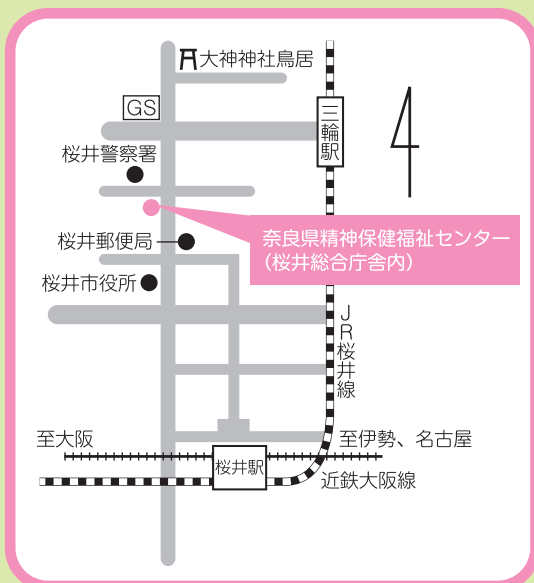 大神神社鳥居
GS
三輪駅
桜井警察署
奈良県精神保健福祉センター
(桜井総合庁舎内)
桜井郵便局
桜井市役所
JR桜井線
至大阪
至伊勢、名古屋
桜井駅
近鉄大阪線